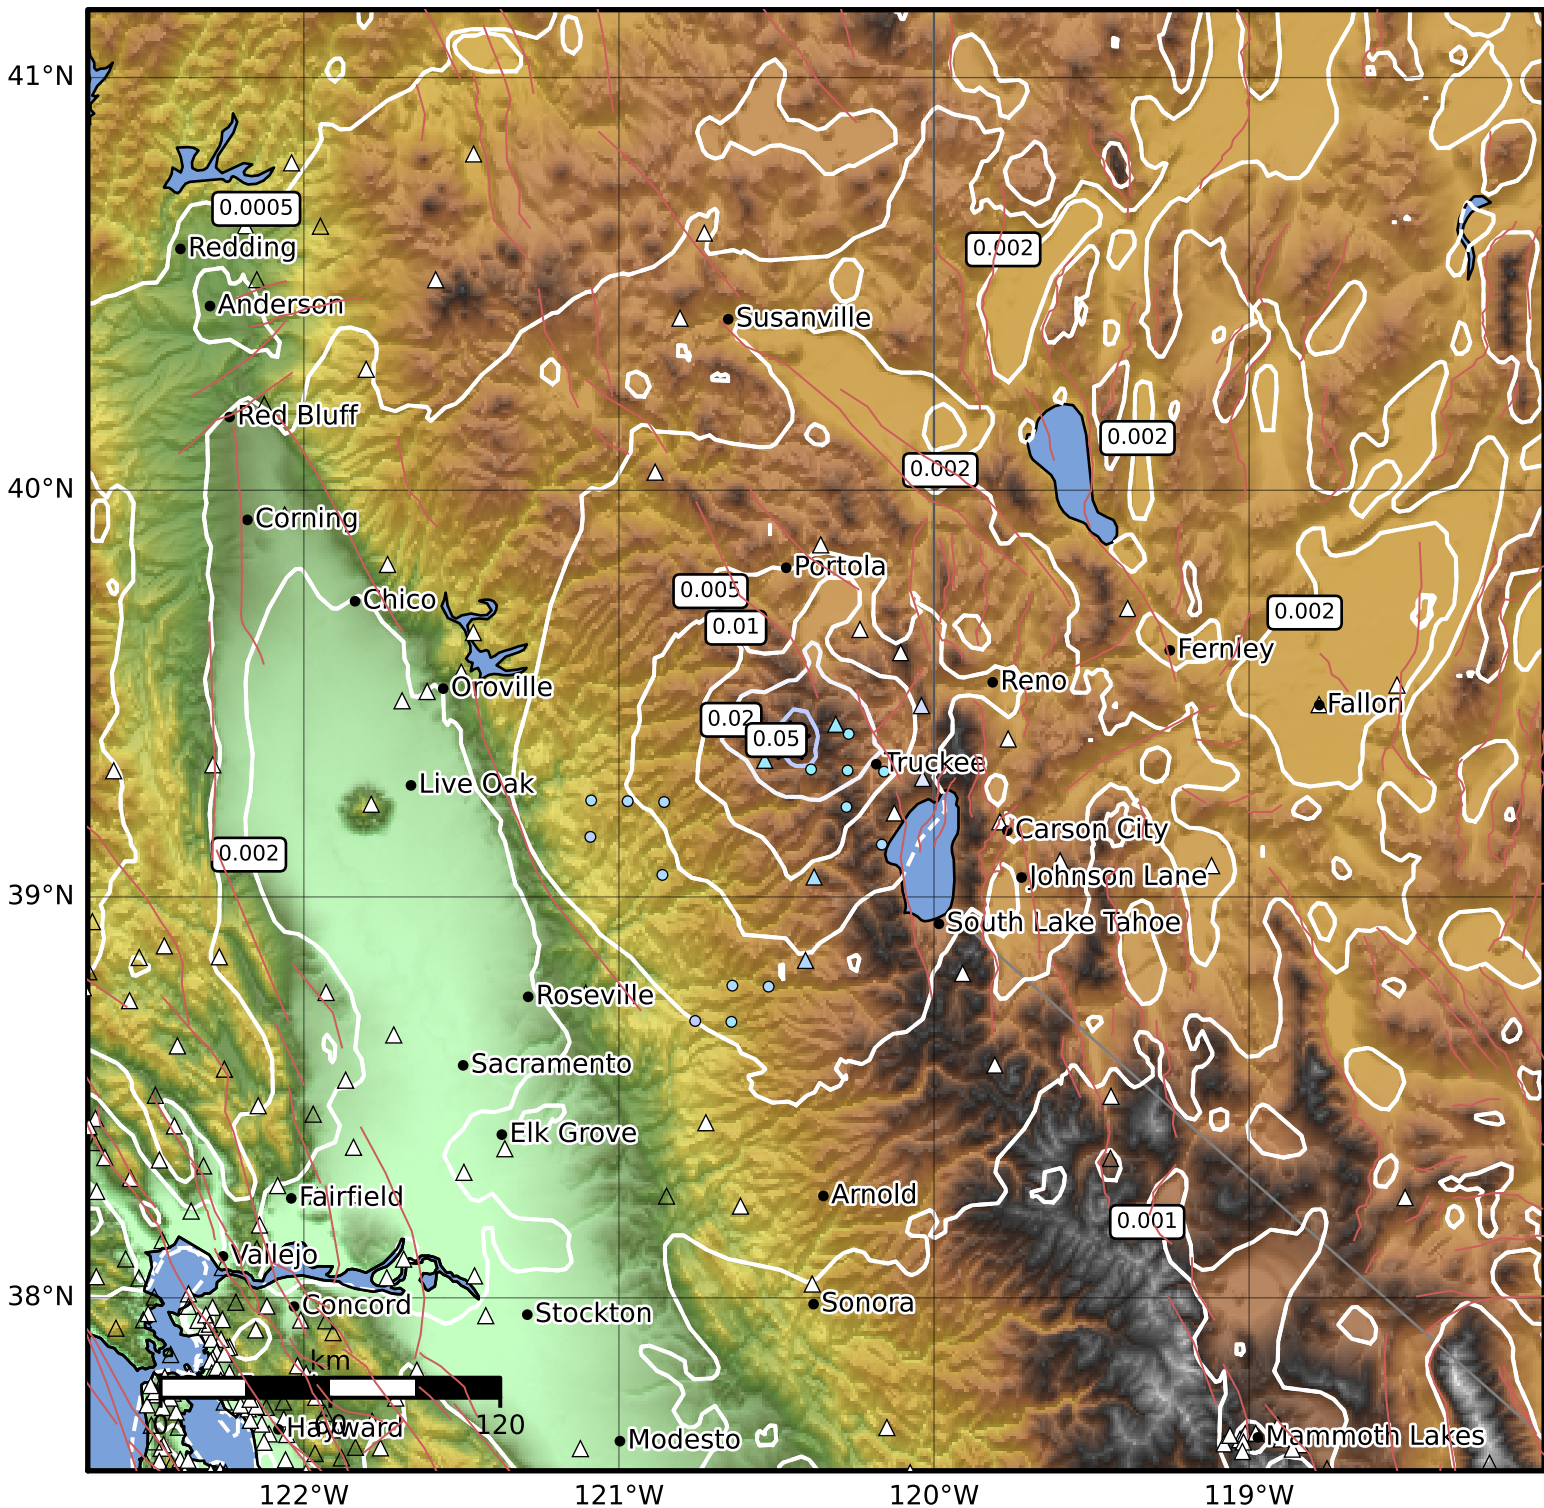 41°N
0.0005
Redding
0.002
Anderson
Susanville
Red Bluff
0.002
0.002
40°N
Corning
Portola
0.005
Chico
0.002
0.01
Fernley
Reno
Oroville
Fallon
0.02
0.05
Truckee
Live Oak
Carson City
0.002
Johnson Lane
39°N
South Lake Tahoe
Roseville
Sacramento
Elk Grove
Arnold
Fairfield
0.001
Vallejo
38°N
Concord
Sonora
Stockton
km
0 60 120
Hayward
Mammoth Lakes
Modesto
122°W 121°W 120°W 119°W